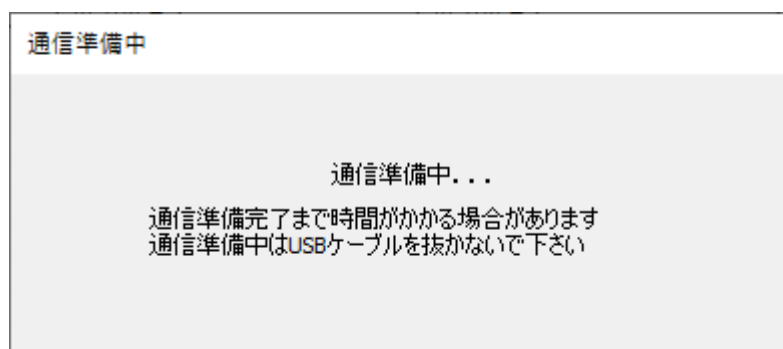 通信準備中
通信準備中...
通信準備完了まで時間がかかる場合があります
通信準備中はUSBケーブルを抜かないで下さい